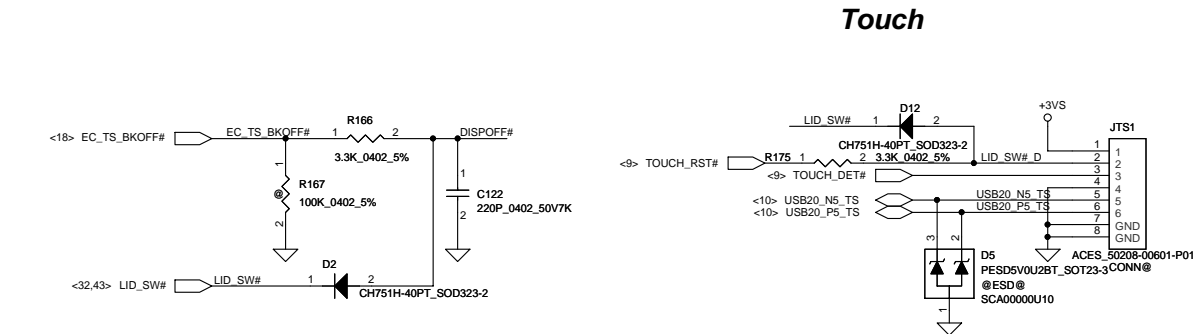 Touch
<18> EC_TS_BKOFF#
EC_TS_BKOFF#
R166
1
2
3.3K_0402_5%
DISPOFF#
1
R167
@
100K_0402_5%
2
1
C122
220P_0402_50V7K
2
<32,43> LID_SW#
LID_SW#
D2
1
2
CH751H-40PT_SOD323-2
LID_SW#
D12
1
2
CH751H-40PT_SOD323-2
<9> TOUCH_RST#
R175
1
2
3.3K_0402_5%
LID_SW#_D
<9> TOUCH_DET#
<10> USB20_N5_TS
USB20_N5_TS
<10> USB20_P5_TS
USB20_P5_TS
+3VS
JTS1
1 1
2 2
3 3
4 4
5 5
6 6
7 GND
8 GND
ACES_50208-00601-P01
CONN@
3
2
1
D5
PESD5V0U2BT_SOT23-3
@ESD@
SCA00000U10